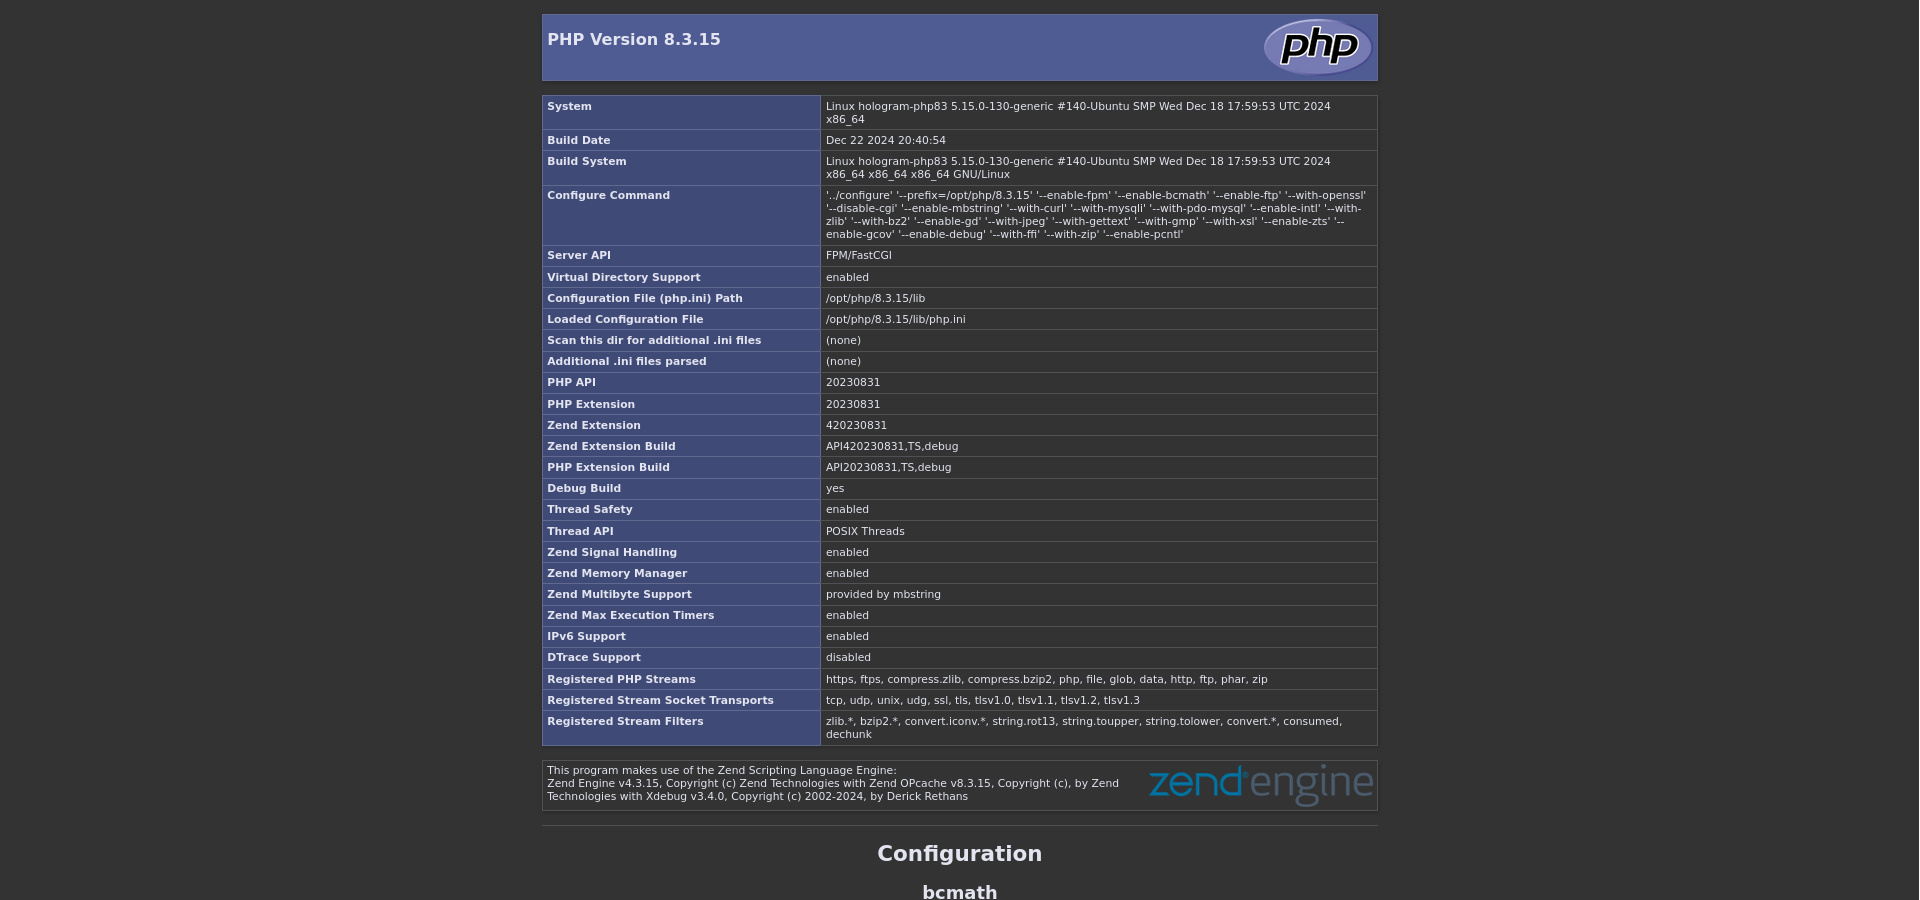 PHP Version 8.3.15
php
System
Linux hologram-php83 5.15.0-130-generic #140-Ubuntu SMP Wed Dec 18 17:59:53 UTC 2024
x86_64
Build Date
Dec 22 2024 20:40:54
Build System
Linux hologram-php83 5.15.0-130-generic #140-Ubuntu SMP Wed Dec 18 17:59:53 UTC 2024
x86_64 x86_64 x86_64 GNU/Linux
Configure Command
'../configure' '--prefix=/opt/php/8.3.15' '--enable-fpm' '--enable-bcmath' '--enable-ftp' '--with-openssl'
'--disable-cgi' '--enable-mbstring' '--with-curl' '--with-mysqli' '--with-pdo-mysql' '--enable-intl' '--with-
zlib' '--with-bz2' '--enable-gd' '--with-jpeg' '--with-gettext' '--with-gmp' '--with-xsl' '--enable-zts' '--
enable-gcov' '--enable-debug' '--with-ffi' '--with-zip' '--enable-pcntl'
Server API
FPM/FastCGI
Virtual Directory Support
enabled
Configuration File (php.ini) Path
/opt/php/8.3.15/lib
Loaded Configuration File
/opt/php/8.3.15/lib/php.ini
Scan this dir for additional .ini files
(none)
Additional .ini files parsed
(none)
PHP API
20230831
PHP Extension
20230831
Zend Extension
420230831
Zend Extension Build
API420230831,TS,debug
PHP Extension Build
API20230831,TS,debug
Debug Build
yes
Thread Safety
enabled
Thread API
POSIX Threads
Zend Signal Handling
enabled
Zend Memory Manager
enabled
Zend Multibyte Support
provided by mbstring
Zend Max Execution Timers
enabled
IPv6 Support
enabled
DTrace Support
disabled
Registered PHP Streams
https, ftps, compress.zlib, compress.bzip2, php, file, glob, data, http, ftp, phar, zip
Registered Stream Socket Transports
tcp, udp, unix, udg, ssl, tls, tlsv1.0, tlsv1.1, tlsv1.2, tlsv1.3
Registered Stream Filters
zlib.*, bzip2.*, convert.iconv.*, string.rot13, string.toupper, string.tolower, convert.*, consumed,
dechunk
This program makes use of the Zend Scripting Language Engine:
Zend Engine v4.3.15, Copyright (c) Zend Technologies with Zend OPcache v8.3.15, Copyright (c), by Zend
Technologies with Xdebug v3.4.0, Copyright (c) 2002-2024, by Derick Rethans
zend engine
Configuration
bcmath